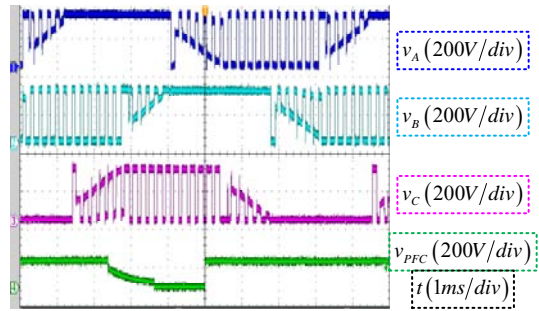 v_A (200V/div)
v_B (200V/div)
v_C (200V/div)
v_PFC (200V/div)
t (1ms/div)